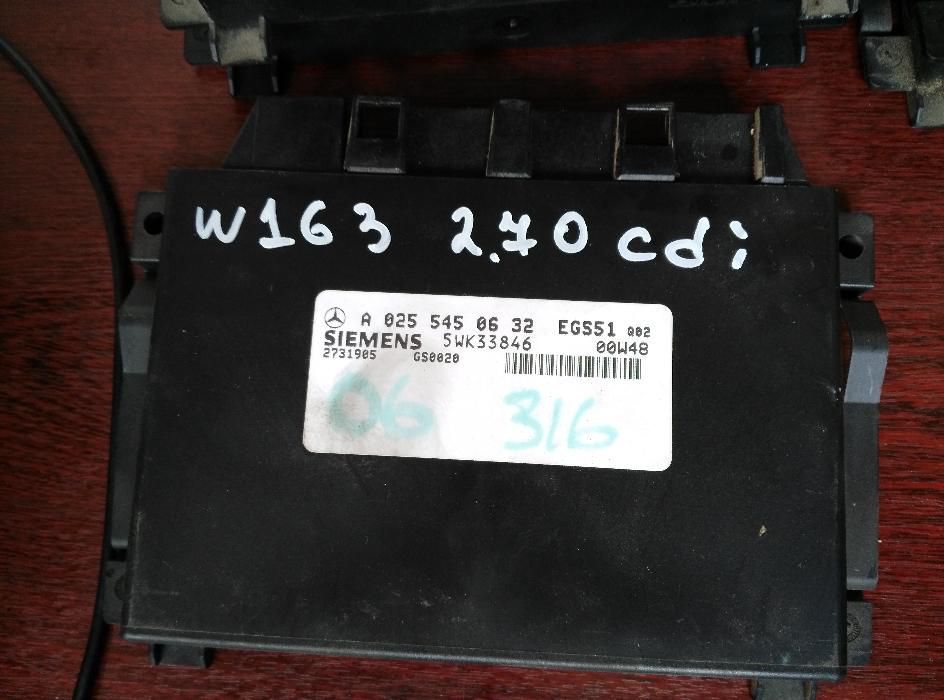 W163 2.70 cdi
A 025 545 06 32 EGS51 Q02
SIEMENS 5WK33846 00W48
2731905 GS0020
06 316